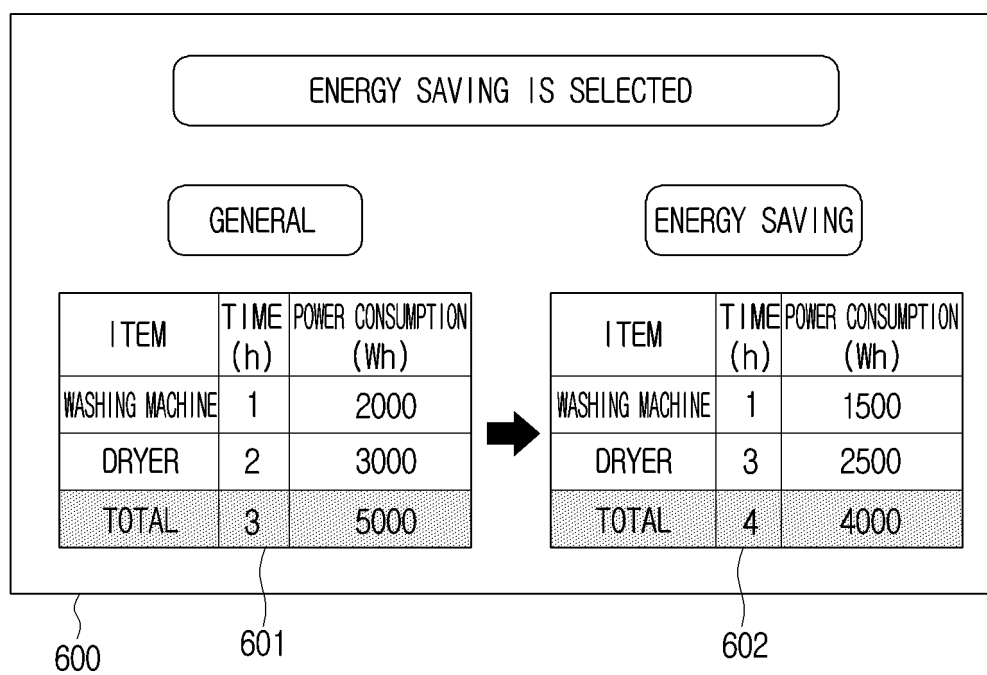 ENERGY SAVING IS SELECTED
GENERAL
ITEM TIME (h) POWER CONSUMPTION (Wh)
WASHING MACHINE 1 2000
DRYER 2 3000
TOTAL 3 5000
ENERGY SAVING
ITEM TIME (h) POWER CONSUMPTION (Wh)
WASHING MACHINE 1 1500
DRYER 3 2500
TOTAL 4 4000
600
601
602